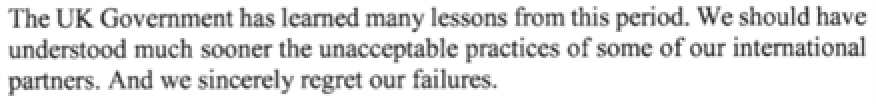 The UK Government has learned many lessons from this period. We should have
understood much sooner the unacceptable practices of some of our international
partners. And we sincerely regret our failures.